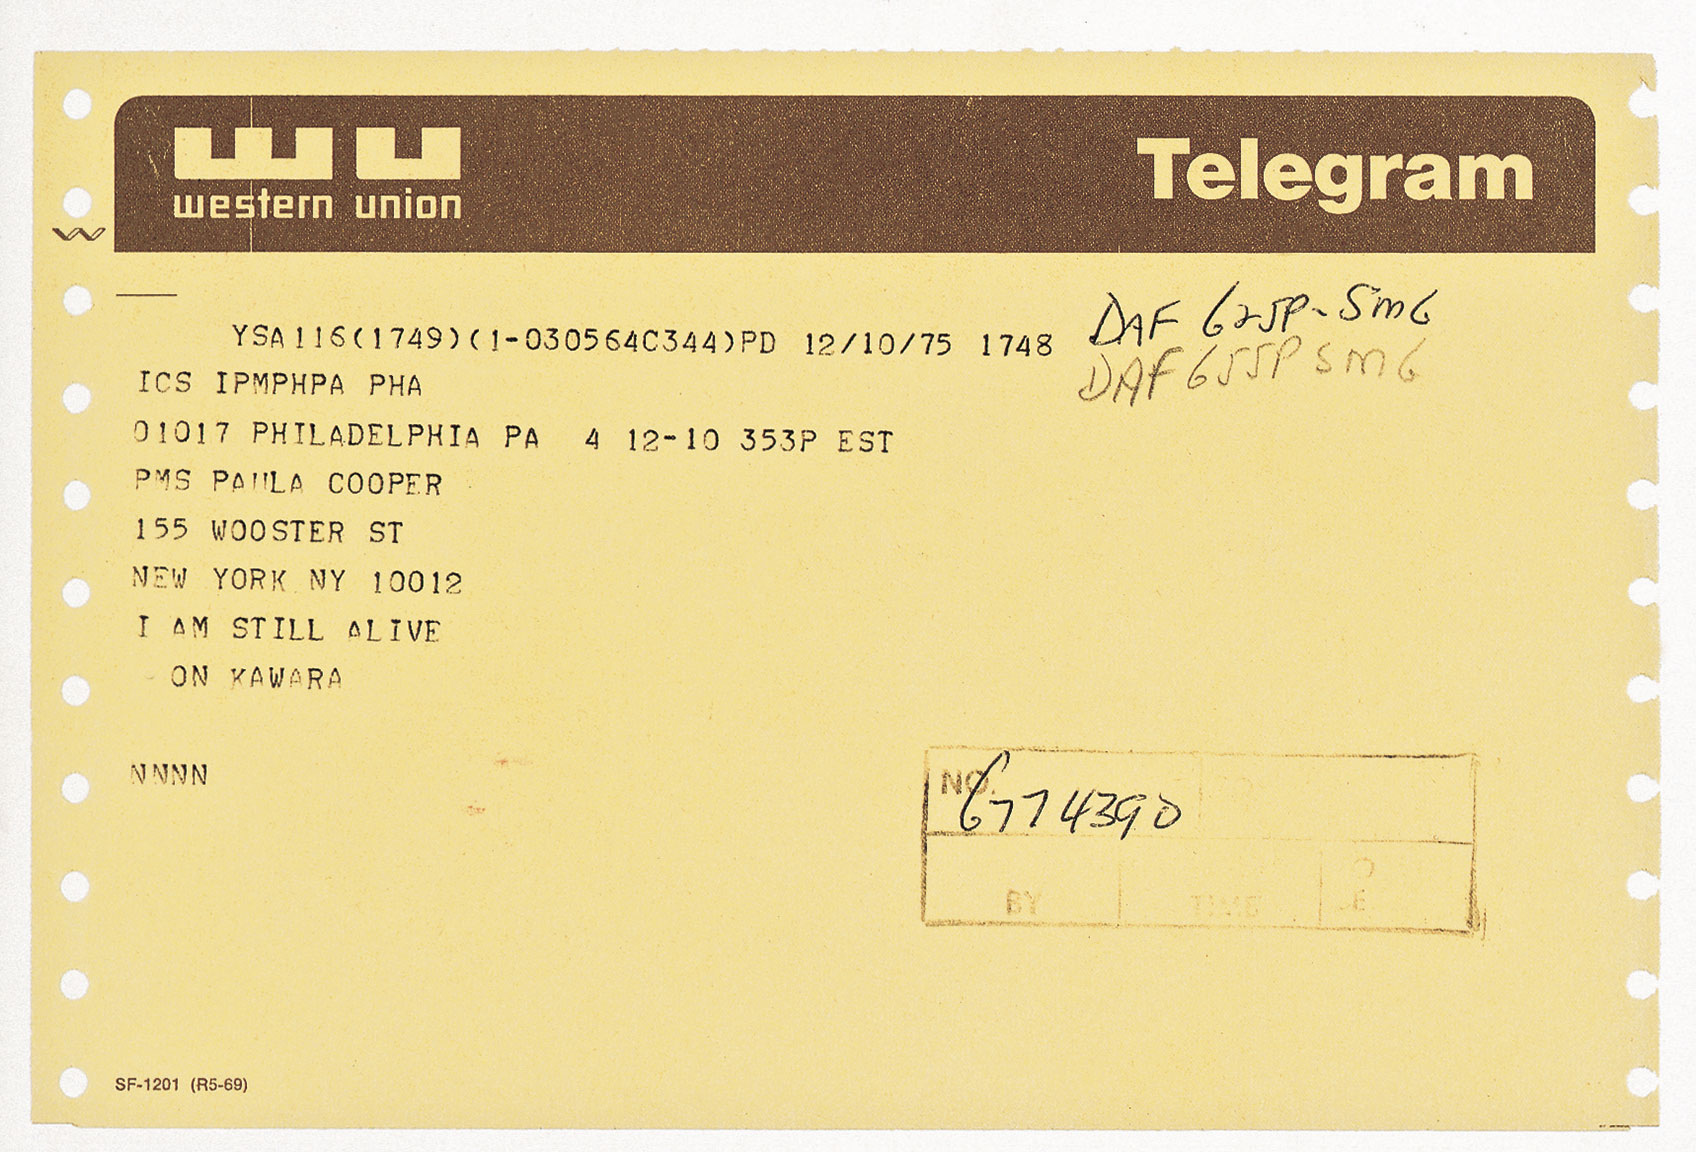 western union
Telegram
YSA116(1749)(1-030564C344)PD 12/10/75 1748
DAF 625P-SMG
DAF 655P SMG
ICS IPMPHPA PHA
01017 PHILADELPHIA PA 4 12-10 353P EST
PMS PAULA COOPER
155 WOOSTER ST
NEW YORK NY 10012
I AM STILL ALIVE
ON KAWARA
NNNN
NO. 6774390
BY TIME
SF-1201 (R5-69)